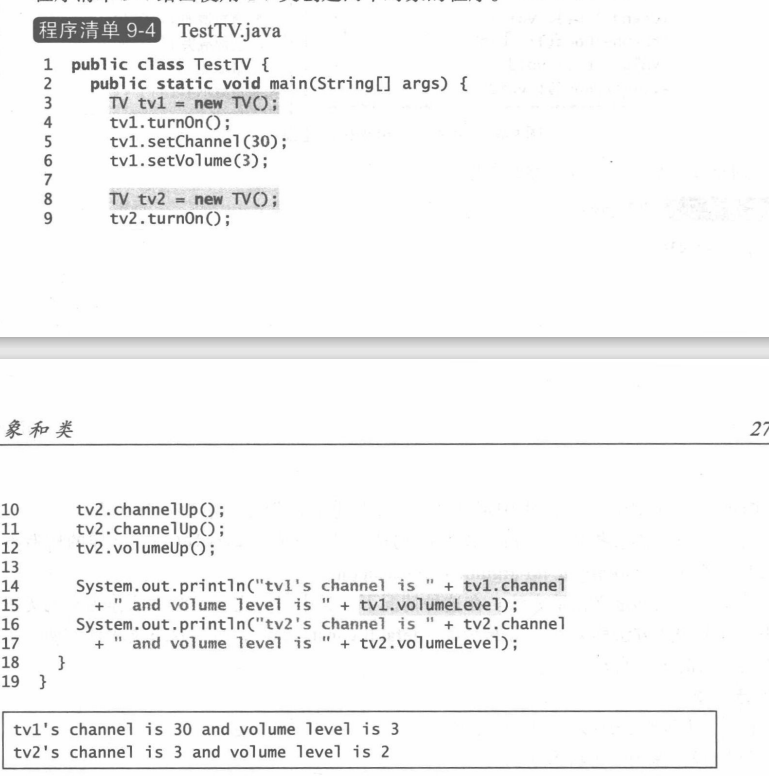 程序清单 9-4 TestTV.java
1 public class TestTV {
2   public static void main(String[] args) {
3     TV tv1 = new TV();
4     tv1.turnOn();
5     tv1.setChannel(30);
6     tv1.setVolume(3);
7
8     TV tv2 = new TV();
9     tv2.turnOn();
象和类 27
10     tv2.channelUp();
11     tv2.channelUp();
12     tv2.volumeUp();
13
14     System.out.println("tv1's channel is " + tv1.channel
15       + " and volume level is " + tv1.volumeLevel);
16     System.out.println("tv2's channel is " + tv2.channel
17       + " and volume level is " + tv2.volumeLevel);
18   }
19 }
tv1's channel is 30 and volume level is 3
tv2's channel is 3 and volume level is 2